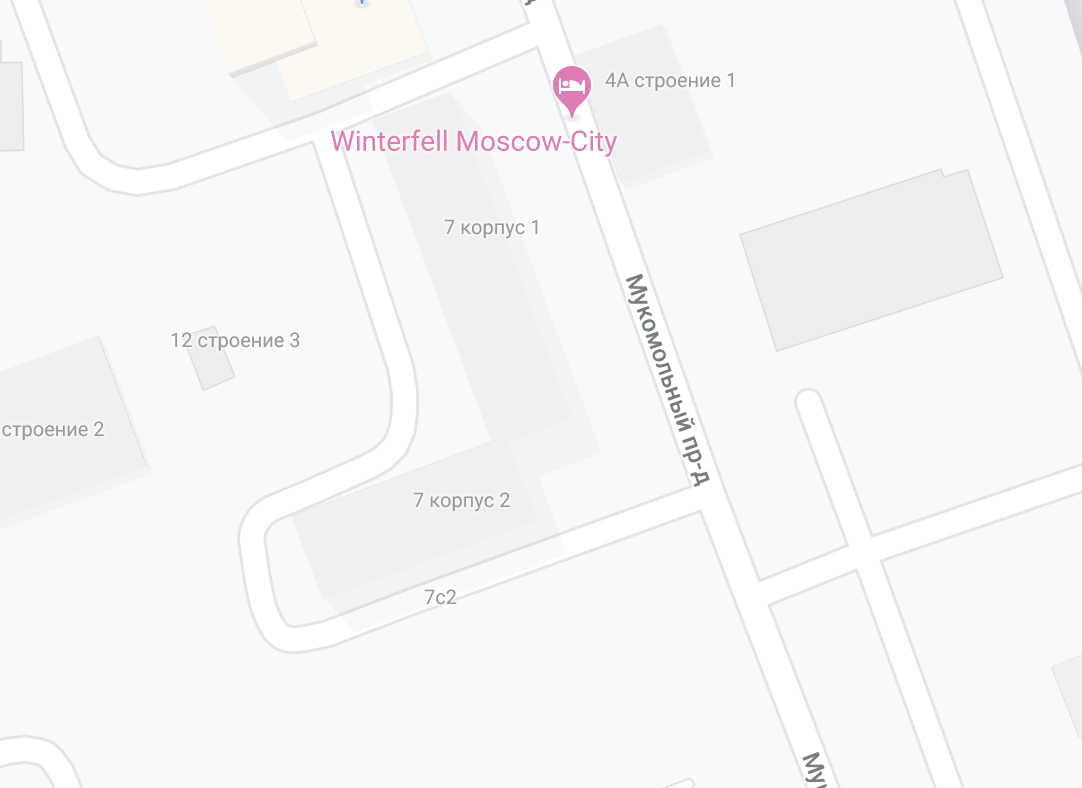 4А строение 1
Winterfell Moscow-City
7 корпус 1
Мукомольный пр-д
12 строение 3
строение 2
7 корпус 2
7с2